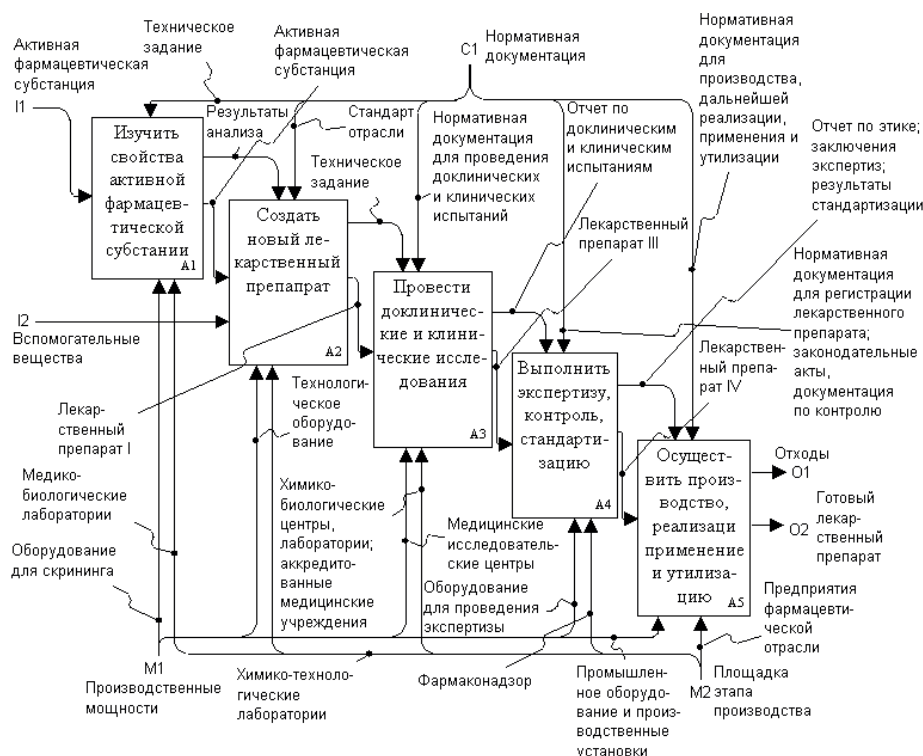 Техническое
задание
Активная
фармацевтическая
субстанция
I1
Активная
фармацевтическая
субстанция
C1
Нормативная
документация
Нормативная
документация
для
производства,
дальнейшей
реализации,
применения и
утилизации
Результаты
анализа
Стандарт
отрасли
Техническое
задание
Нормативная
документация
для проведения
доклинических
и клинических
испытаний
Отчет по
доклиническим
и клиническим
испытаниям
Отчет по этике;
заключения
экспертиз;
результаты
стандартизации
Лекарственный
препарат III
Нормативная
документация
для регистрации
лекарственного
препарата;
законодательные
акты,
документация
по контролю
Лекарствен-
ный препа-
рат IV
Изучить
свойства
активной
фармацев-
тической
субстании
A1
Создать
новый ле-
карственный
препапрат
A2
I2
Вспомогательные
вещества
Провести
доклиничес-
кие и клини-
ческие иссле-
дования
A3
Выполнить
экспертизу,
контроль,
стандарти-
зацию
A4
Осущест-
вить произ-
водство,
реализаци
применение
и утилиза-
цию
A5
Отходы
O1
Готовый
лекар-
O2
ственный
препарат
Лекар-
ственный
препарат I
Технологи-
ческое
оборудо-
вание
Медико-
биологические
лаборатории
Оборудование
для скрининга
Химико-
биологические
центры,
лаборатории;
аккредито-
ванные
медицинские
учреждения
Медицинские
исследователь-
ские центры
Оборудование
для проведения
экспертизы
Предприятия
фармацевти-
ческой
отрасли
M1
Производственные
мощности
Химико-техноло-
гические
лаборатории
Фармаконадзор
Промышлен-
ное оборудо-
вание и произ-
водственные
установки
M2
Площадка
этапа
производства